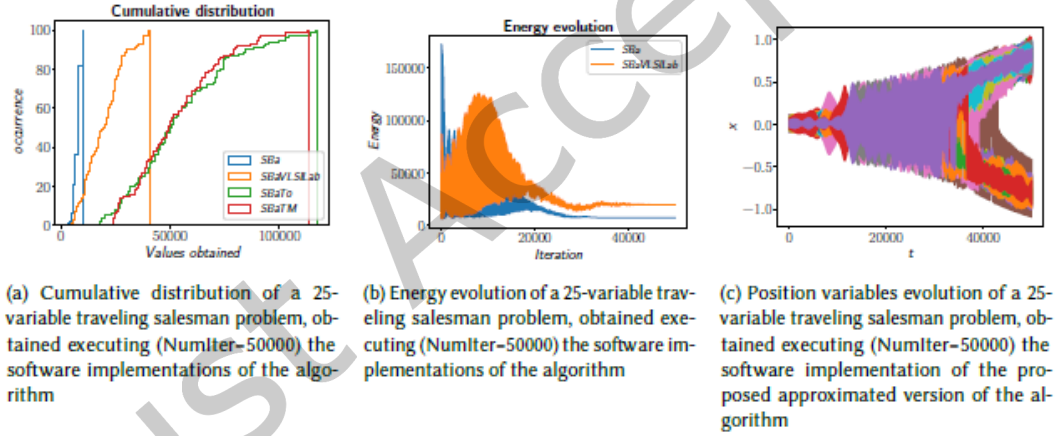 Cumulative distribution
100
80
60
40
20
0
occurrence
SBa
SBaVLSILab
SBaTo
SBaTM
0
50000
100000
Values obtained
(a) Cumulative distribution of a 25-
variable traveling salesman problem, ob-
tained executing (NumIter=50000) the
software implementations of the algo-
rithm
Energy evolution
150000
100000
50000
0
Energy
SBa
SBaVLSILab
0
20000
40000
Iteration
(b) Energy evolution of a 25-variable trav-
eling salesman problem, obtained exe-
cuting (NumIter=50000) the software im-
plementations of the algorithm
1.0
0.5
0.0
−0.5
−1.0
x
0
20000
40000
t
(c) Position variables evolution of a 25-
variable traveling salesman problem, ob-
tained executing (NumIter=50000) the
software implementation of the pro-
posed approximated version of the al-
gorithm
ust Accep